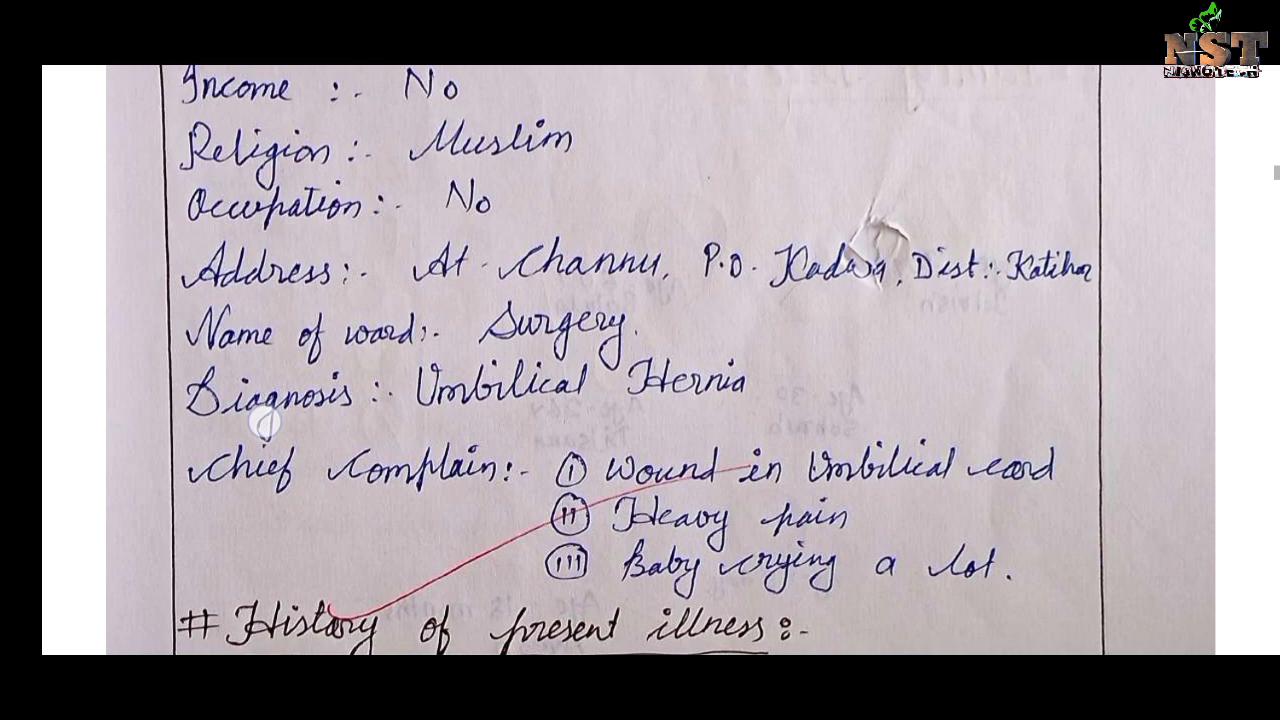 NST
Income :- No
Religion :- Muslim
Occupation :- No
Address :- At - Channu, P.O. Kadwa, Dist :- Katihar
Name of ward :- Surgery.
Diagnosis :- Umbilical Hernia
Chief Complain :- (i) Wound in Umbilical cord
(ii) Heavy pain
(iii) Baby crying a lot.
# History of present illness :-